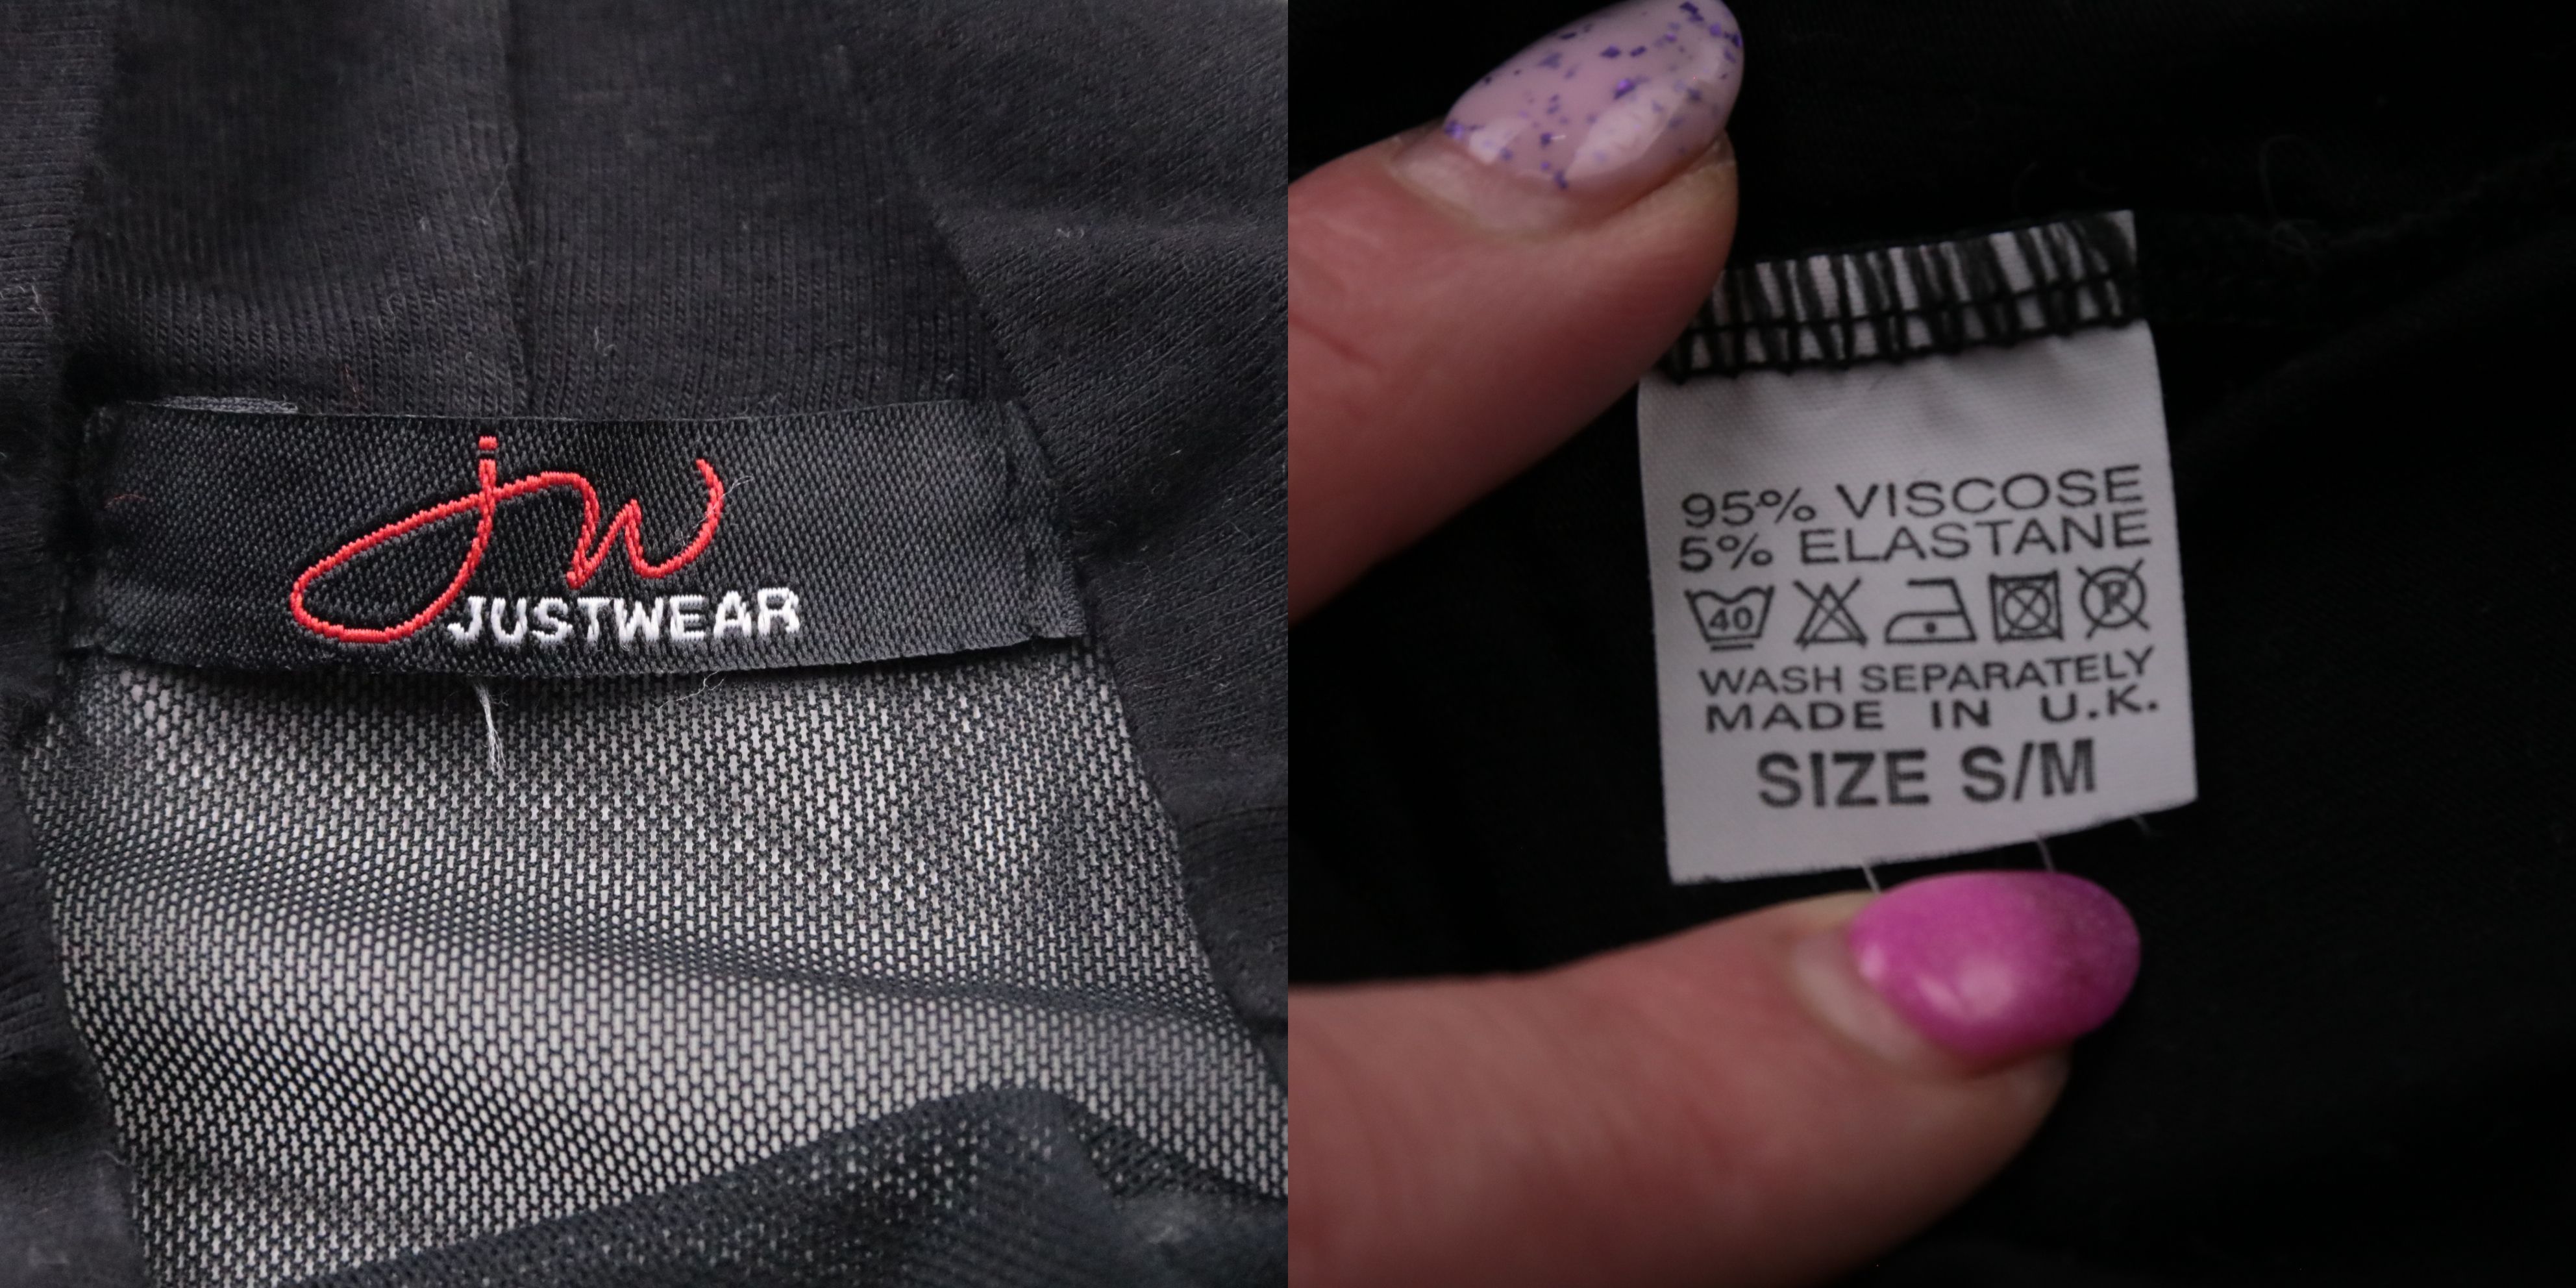 jw
JUSTWEAR
95% VISCOSE
5% ELASTANE
40 P
WASH SEPARATELY
MADE IN U.K.
SIZE S/M